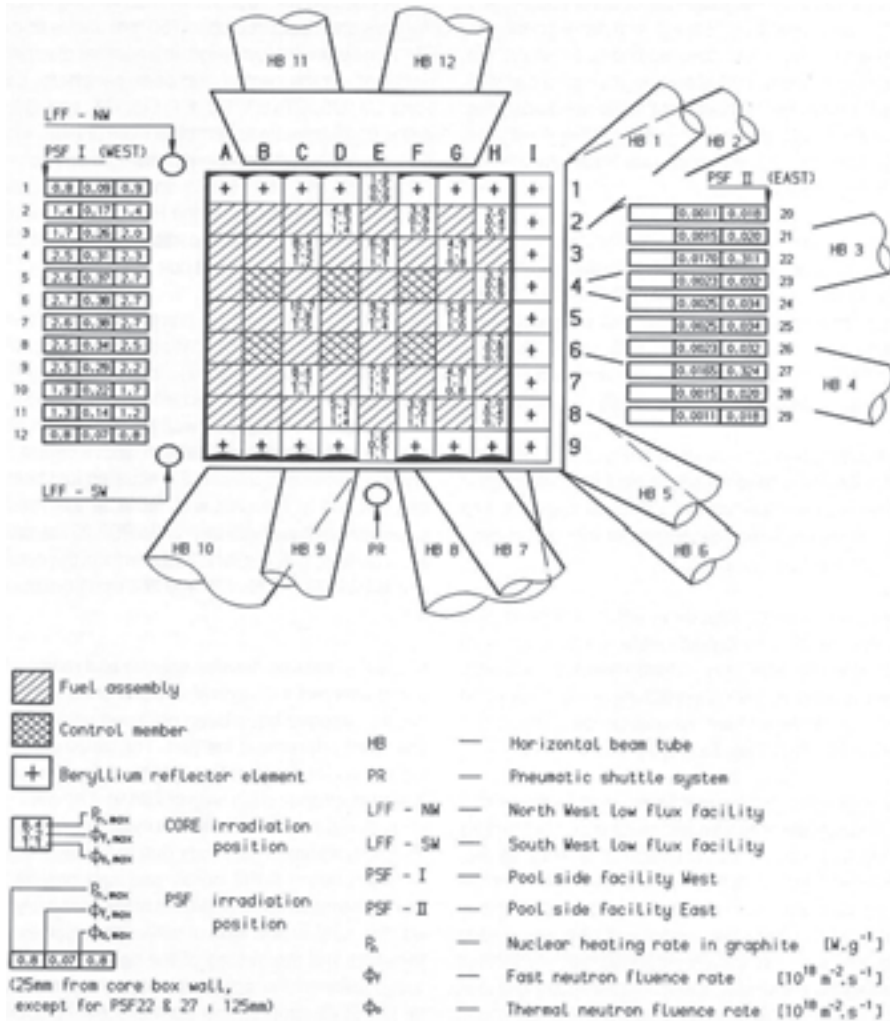 HB 11
HB 12
LFF - NW
HB 1
HB 2
PSF I (WEST)
A B C D E F G H I
PSF II (EAST)
1 0.8 0.09 0.9
2 1.4 0.17 1.4
3 1.7 0.26 2.0
4 2.5 0.31 2.3
5 2.6 0.37 2.7
6 2.7 0.38 2.7
7 2.6 0.38 2.7
8 2.5 0.34 2.5
9 2.5 0.29 2.2
10 1.9 0.22 1.7
11 1.3 0.14 1.2
12 0.8 0.07 0.8
1
2
3
4
5
6
7
8
9
0.0011 0.018 20
0.0015 0.020 21
0.0170 0.311 22
0.0023 0.032 23
0.0025 0.034 24
0.0025 0.034 25
0.0023 0.032 26
0.324 27
0.0015 0.020 28
0.0011 0.018 29
HB 3
HB 4
LFF - SW
HB 10
HB 9
PR
HB 8
HB 7
HB 5
HB 6
Fuel assembly
Control member
+ Beryllium reflector element
CORE irradiation
position
PSF irradiation
position
0.8 0.07 0.8
(25mm from core box wall,
except for PSF22 & 27 ; 125mm)
HB — Horizontal beam tube
PR — Pneumatic shuttle system
LFF - NW — North West low flux facility
LFF - SW — South West low flux facility
PSF - I — Pool side facility West
PSF - II — Pool side facility East
— Nuclear heating rate in graphite [W.g⁻¹]
— Fast neutron fluence rate [10¹⁸ m⁻².s⁻¹]
— Thermal neutron fluence rate [10¹⁸ m⁻².s⁻¹]